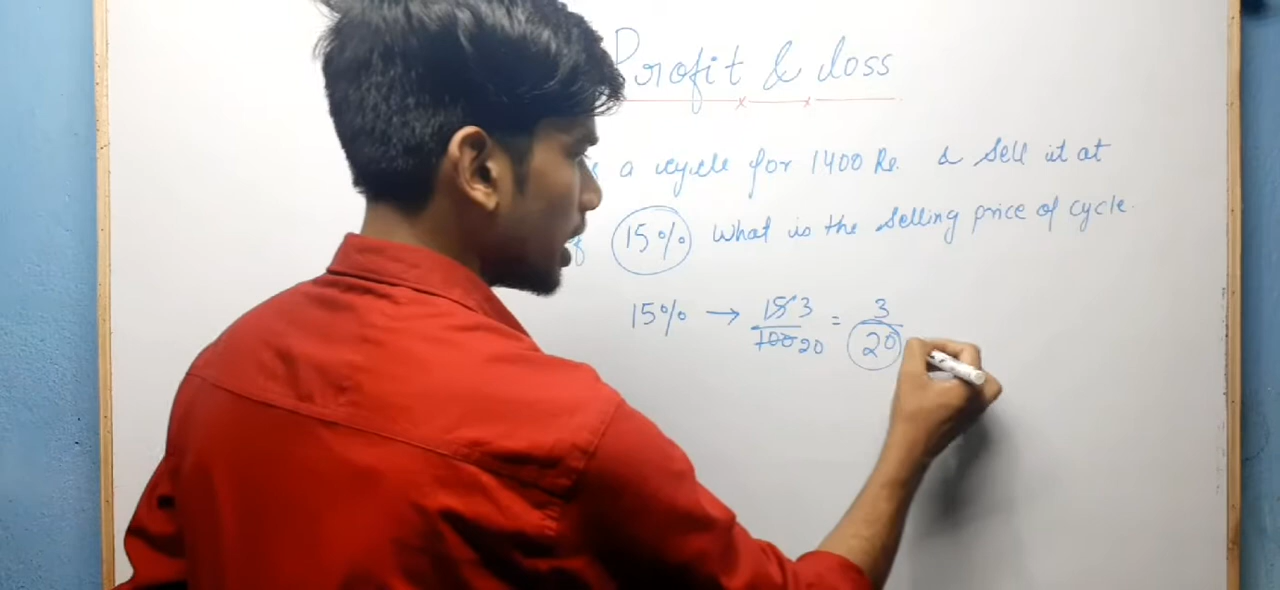 Profit & Loss
a cycle for 1400 Rs. & Sell it at
of 15% What is the Selling price of cycle.
15% → 15 3 = 3
100 20 20